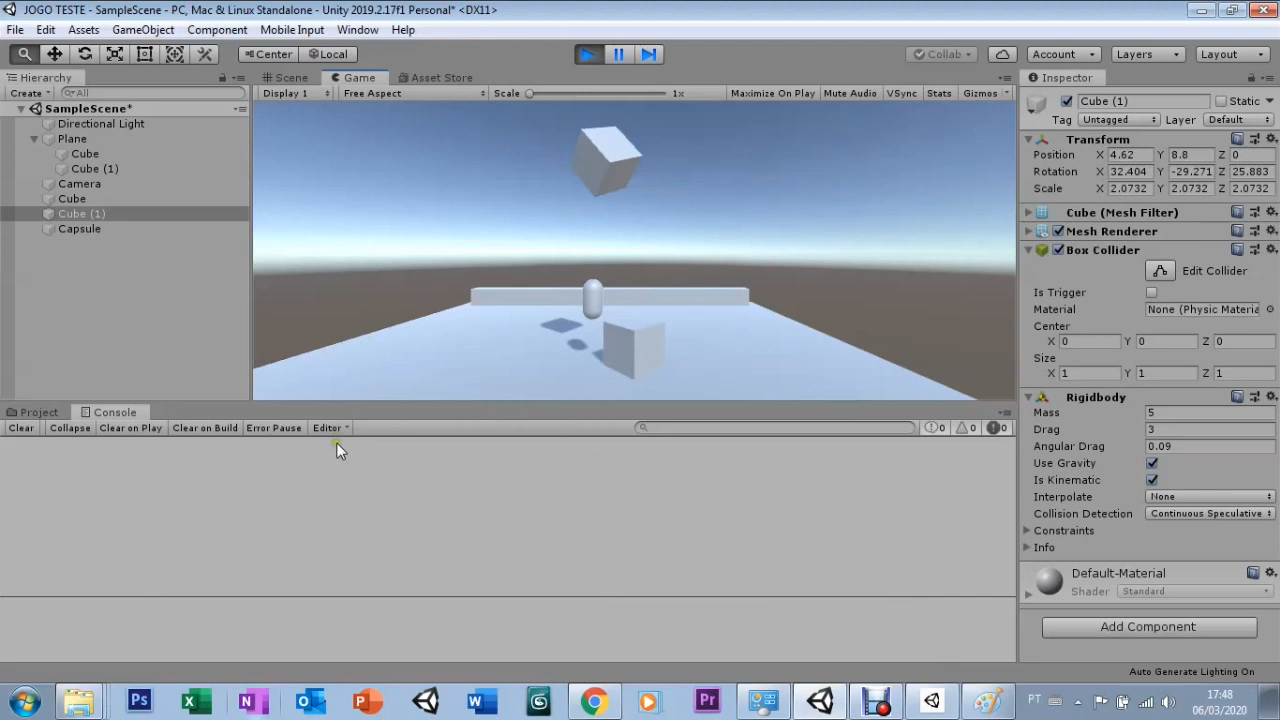 JOGO TESTE - SampleScene - PC, Mac & Linux Standalone - Unity 2019.2.17f1 Personal* <DX11>
File Edit Assets GameObject Component Mobile Input Window Help
Center Local Collab Account Layers Layout
Hierarchy Scene Game Asset Store Inspector
Create All Display 1 Free Aspect Scale 1x Maximize On Play Mute Audio VSync Stats Gizmos
Cube (1) Static
SampleScene*
Tag Untagged Layer Default
Directional Light
Plane
Cube
Cube (1)
Camera
Cube
Cube (1)
Capsule
Transform
Position X 4.62 Y 8.8 Z 0
Rotation X 32.404 Y -29.271 Z 25.883
Scale X 2.0732 Y 2.0732 Z 2.0732
Cube (Mesh Filter)
Mesh Renderer
Box Collider
Edit Collider
Is Trigger
Material None (Physic Materia
Center
X 0 Y 0 Z 0
Size
X 1 Y 1 Z 1
Rigidbody
Mass 5
Drag 3
Angular Drag 0.09
Use Gravity
Is Kinematic
Interpolate None
Collision Detection Continuous Speculative
Constraints
Info
Default-Material
Shader Standard
Add Component
Project Console
Clear Collapse Clear on Play Clear on Build Error Pause Editor 0 0 0
Auto Generate Lighting On
Ps X N O P W Pr PT 17:48
06/03/2020